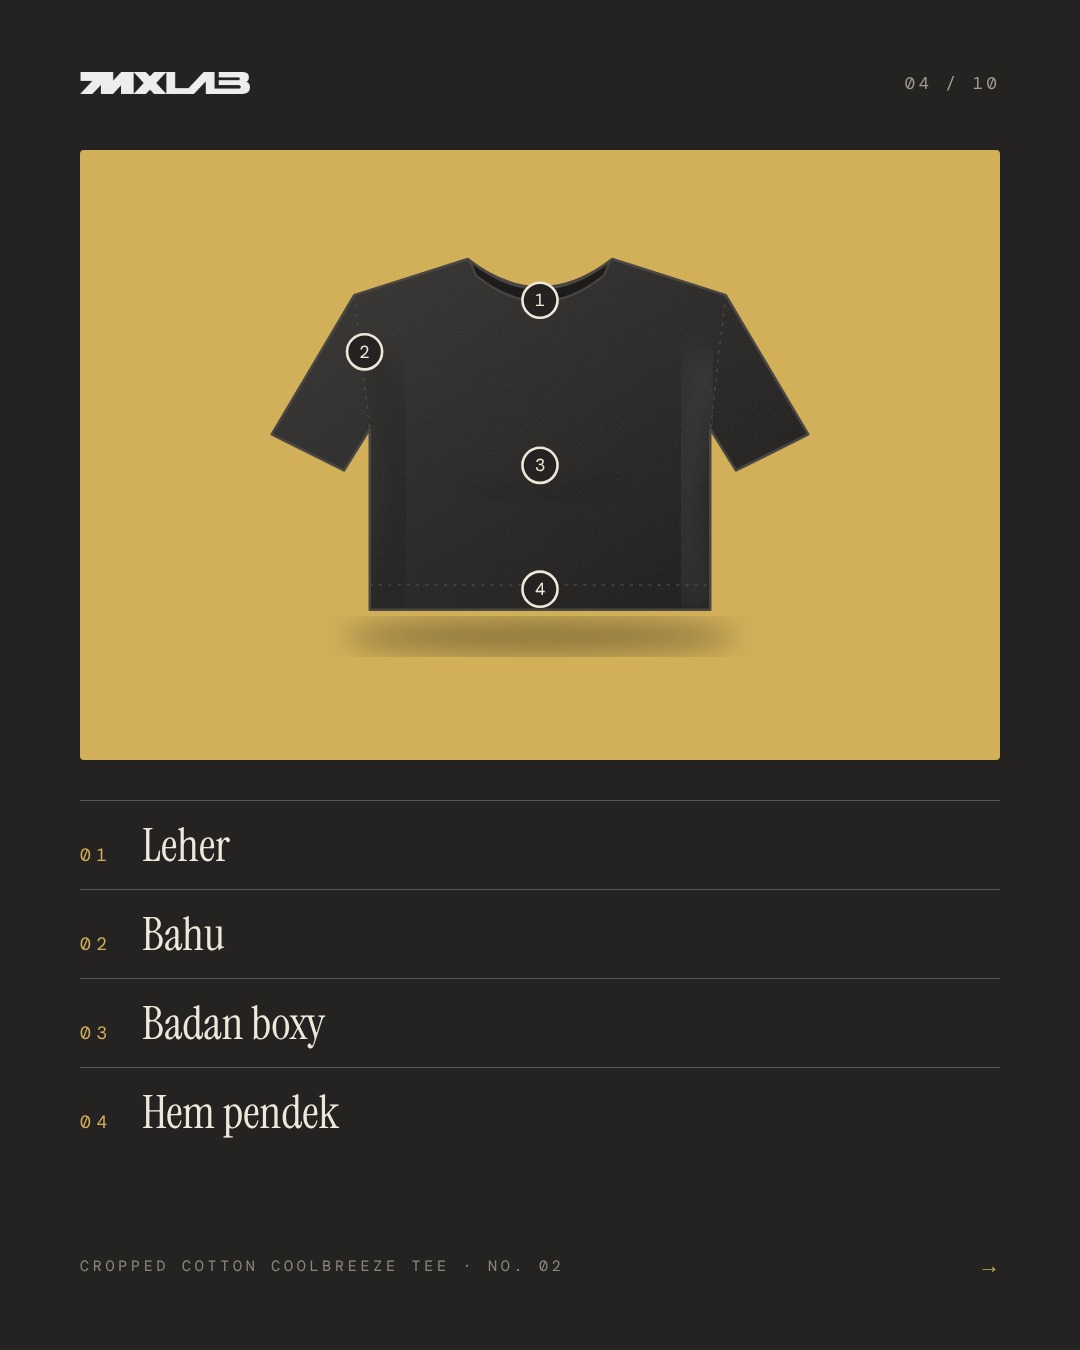 7MXLAB
04 / 10
1
2
3
4
01 Leher
02 Bahu
03 Badan boxy
04 Hem pendek
CROPPED COTTON COOLBREEZE TEE · NO. 02 →